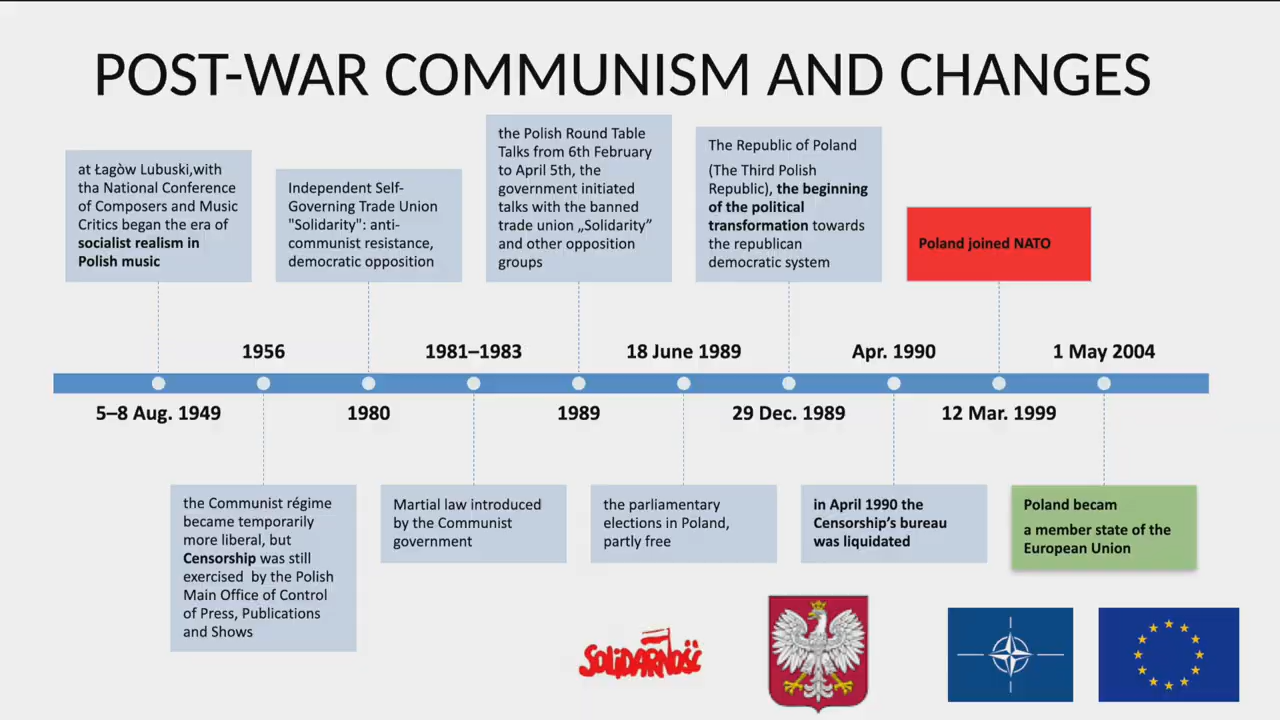 POST-WAR COMMUNISM AND CHANGES
at Łagòw Lubuski,with
tha National Conference
of Composers and Music
Critics began the era of
socialist realism in
Polish music
Independent Self-
Governing Trade Union
"Solidarity": anti-
communist resistance,
democratic opposition
the Polish Round Table
Talks from 6th February
to April 5th, the
government initiated
talks with the banned
trade union „Solidarity”
and other opposition
groups
The Republic of Poland
(The Third Polish
Republic), the beginning
of the political
transformation towards
the republican
democratic system
Poland joined NATO
1956
1981–1983
18 June 1989
Apr. 1990
1 May 2004
5–8 Aug. 1949
1980
1989
29 Dec. 1989
12 Mar. 1999
the Communist régime
became temporarily
more liberal, but
Censorship was still
exercised by the Polish
Main Office of Control
of Press, Publications
and Shows
Martial law introduced
by the Communist
government
the parliamentary
elections in Poland,
partly free
in April 1990 the
Censorship’s bureau
was liquidated
Poland becam
a member state of the
European Union
SOLIDARNOŚĆ